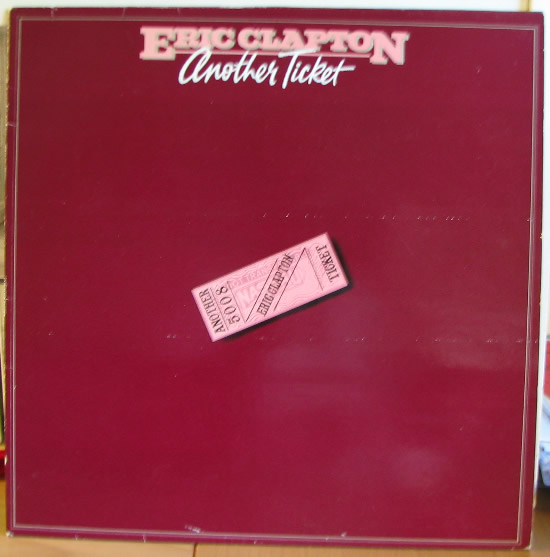 ERIC CLAPTON
Another Ticket
ANOTHER
5008
ERIC CLAPTON
TICKET